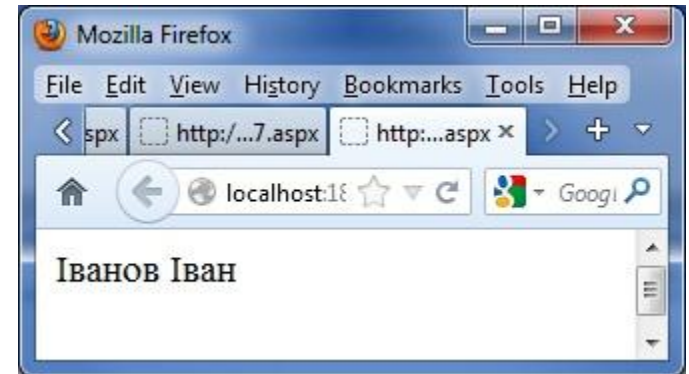 Mozilla Firefox
File Edit View History Bookmarks Tools Help
spx http:/...7.aspx http:...aspx
localhost:18 Googl
Іванов Іван